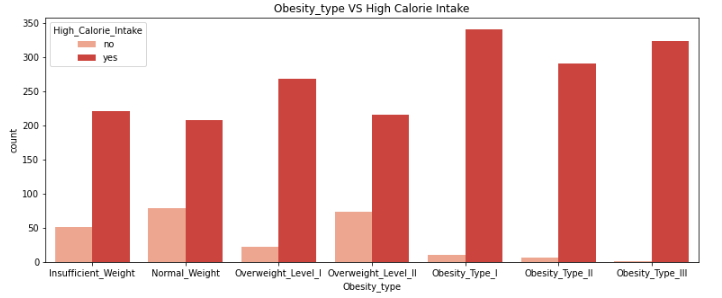 Obesity_type VS High Calorie Intake
High_Calorie_Intake
no
yes
count
350
300
250
200
150
100
50
0
Insufficient_Weight Normal_Weight Overweight_Level_I Overweight_Level_II Obesity_Type_I Obesity_Type_II Obesity_Type_III
Obesity_type